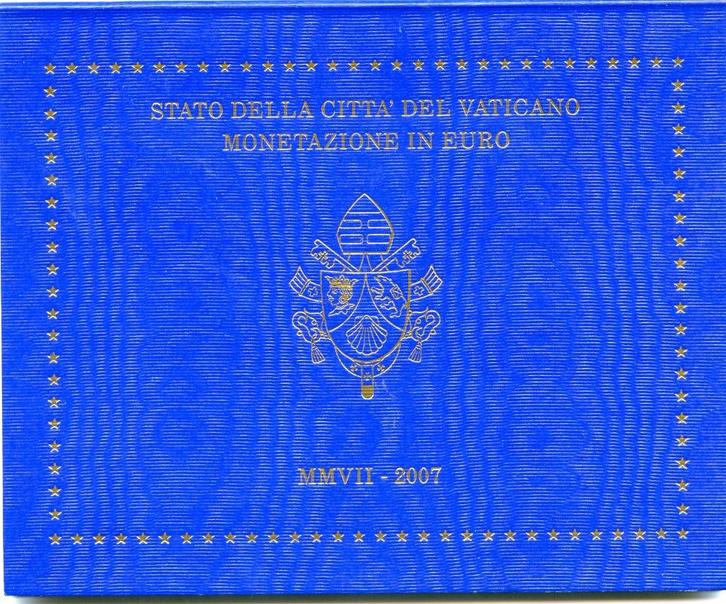 STATO DELLA CITTA' DEL VATICANO
MONETAZIONE IN EURO
MMVII - 2007